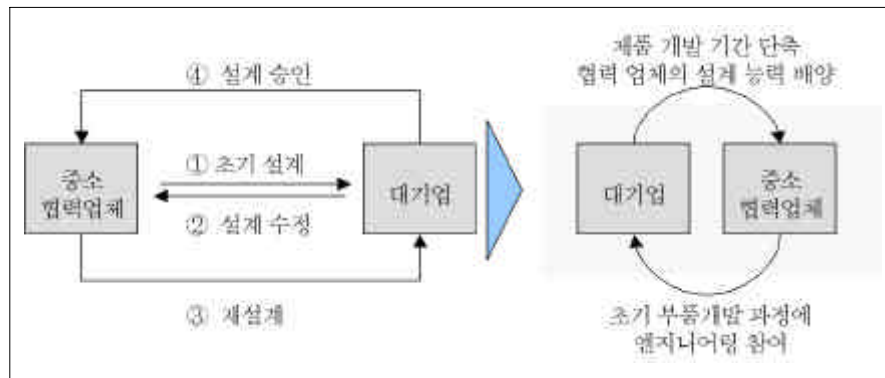 ④ 설계 승인
중소
협력업체
① 초기 설계
② 설계 수정
대기업
③ 재설계
제품 개발 기간 단축
협력 업체의 설계 능력 배양
대기업
중소
협력업체
초기 부품개발 과정에
엔지니어링 참여